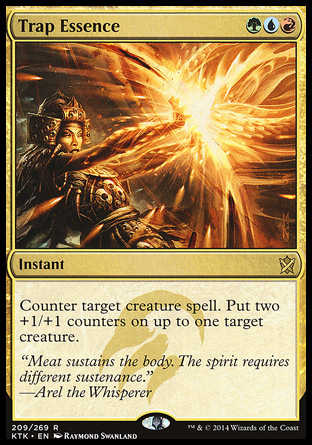 Trap Essence
Instant
Counter target creature spell. Put two
+1/+1 counters on up to one target
creature.
“Meat sustains the body. The spirit requires
different sustenance.”
—Arel the Whisperer
209/269 R
KTK • EN Raymond Swanland
™ & © 2014 Wizards of the Coast